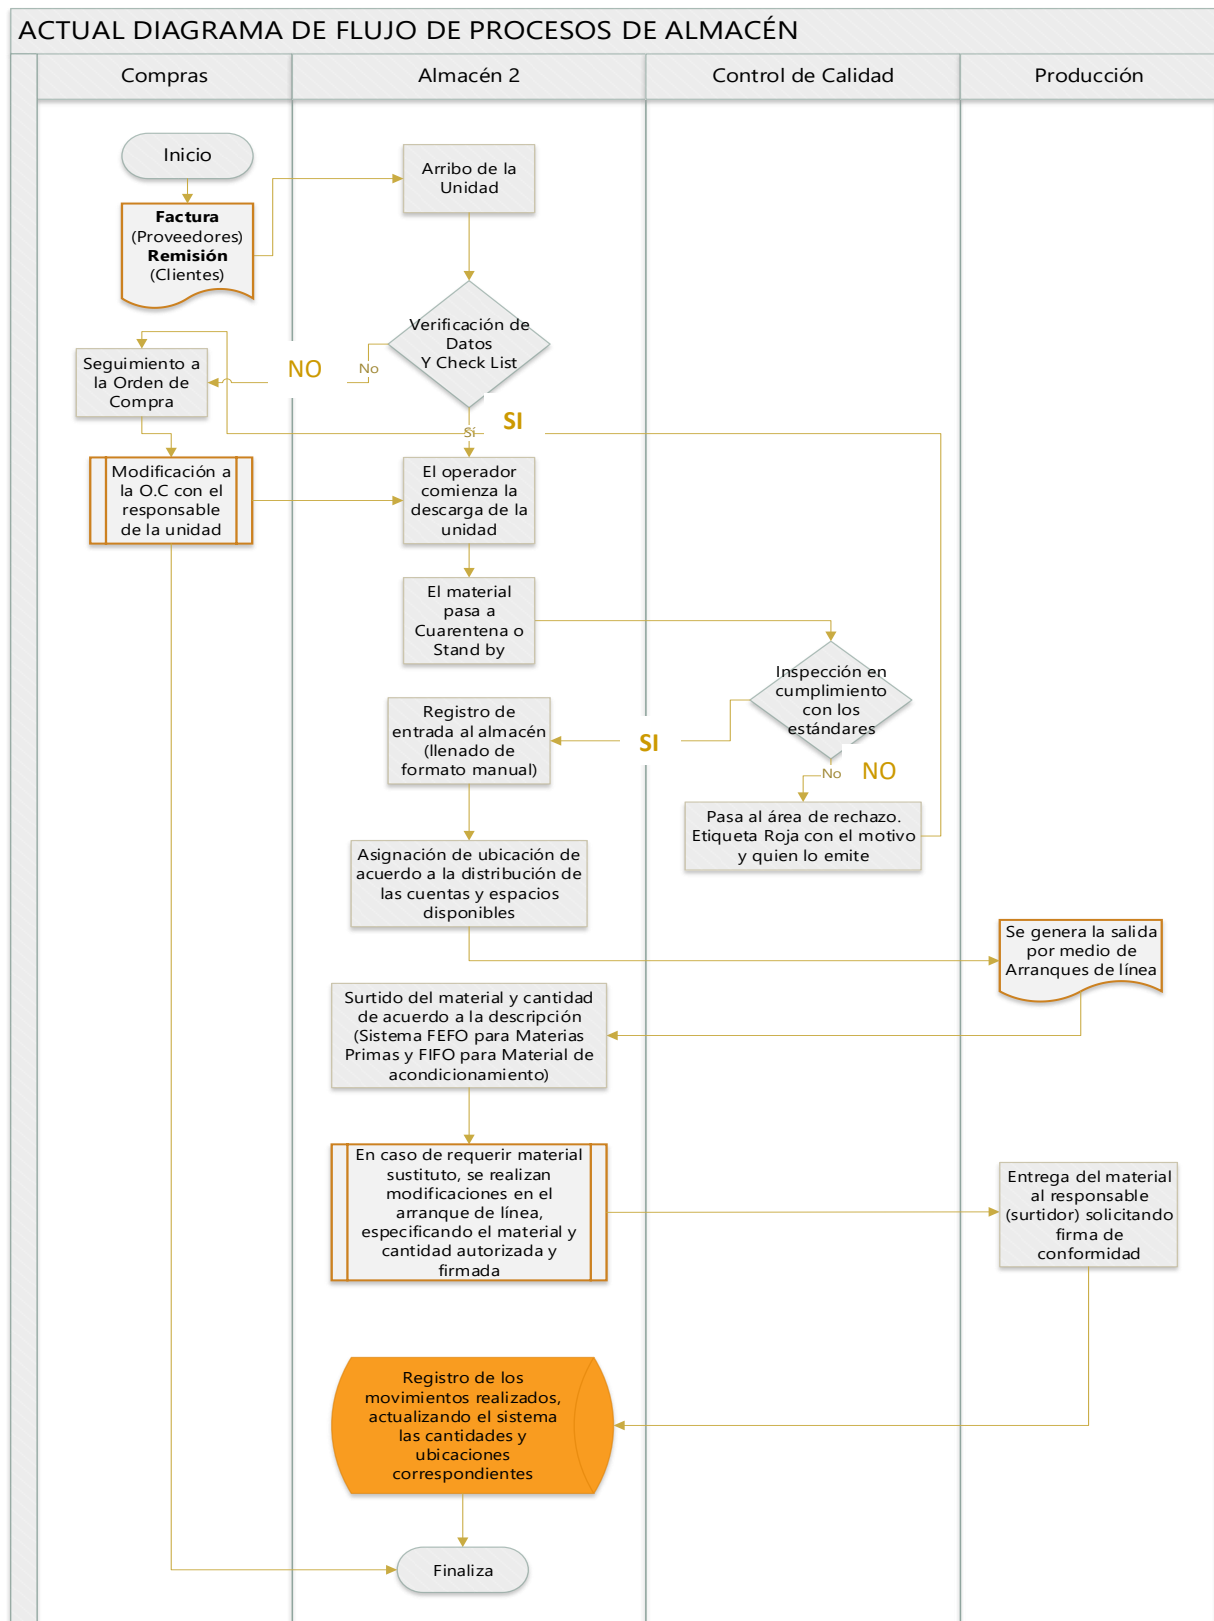 ACTUAL DIAGRAMA DE FLUJO DE PROCESOS DE ALMACÉN
Compras
Almacén 2
Control de Calidad
Producción
Inicio
Factura
(Proveedores)
Remisión
(Clientes)
Arribo de la
Unidad
Verificación de
Datos
Y Check List
No
NO
Seguimiento a
la Orden de
Compra
Sí
SI
Modificación a
la O.C con el
responsable
de la unidad
El operador
comienza la
descarga de la
unidad
El material
pasa a
Cuarentena o
Stand by
Inspección en
cumplimiento
con los
estándares
SI
No
NO
Registro de
entrada al almacén
(llenado de
formato manual)
Pasa al área de rechazo.
Etiqueta Roja con el motivo
y quien lo emite
Asignación de ubicación de
acuerdo a la distribución de
las cuentas y espacios
disponibles
Se genera la salida
por medio de
Arranques de línea
Surtido del material y cantidad
de acuerdo a la descripción
(Sistema FEFO para Materias
Primas y FIFO para Material de
acondicionamiento)
En caso de requerir material
sustituto, se realizan
modificaciones en el
arranque de línea,
especificando el material y
cantidad autorizada y
firmada
Entrega del material
al responsable
(surtidor) solicitando
firma de
conformidad
Registro de los
movimientos realizados,
actualizando el sistema
las cantidades y
ubicaciones
correspondientes
Finaliza